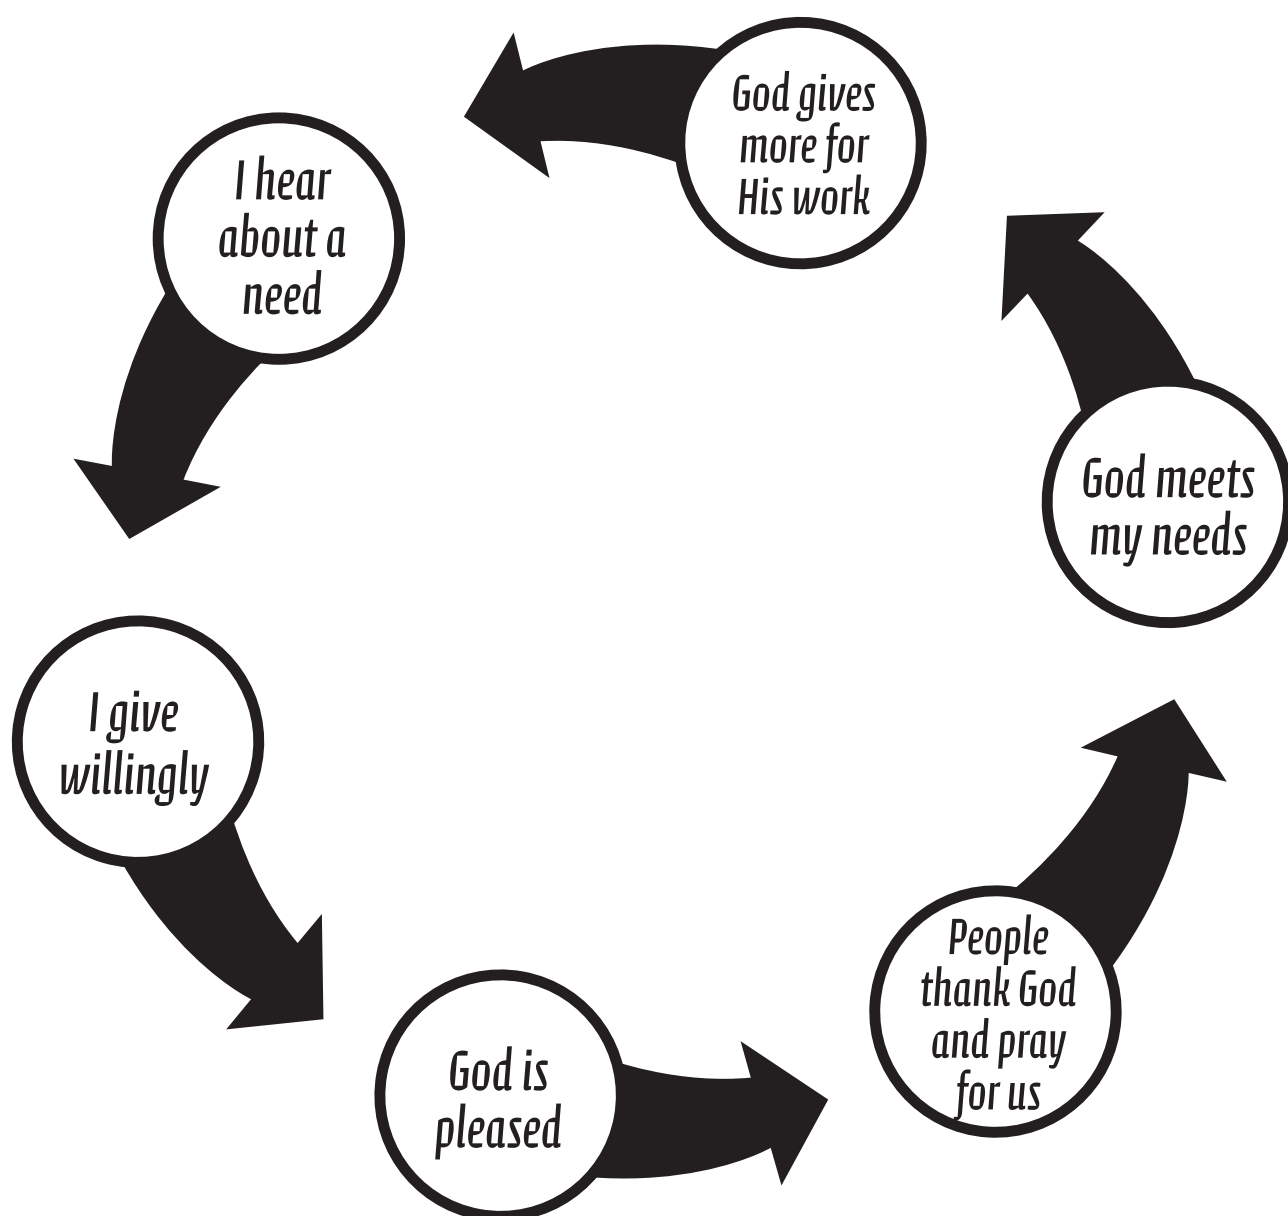 God gives
more for
His work
I hear
about a
need
God meets
my needs
I give
willingly
People
thank God
and pray
for us
God is
pleased